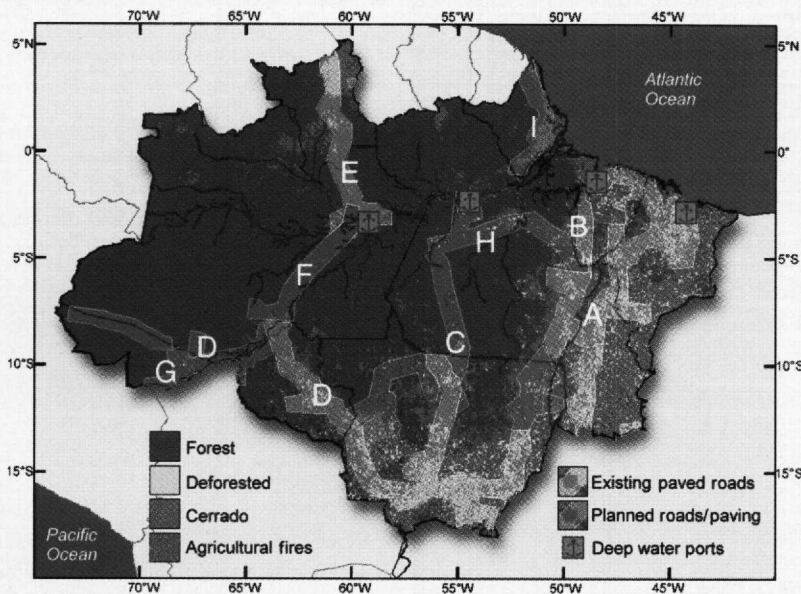 70°W 65°W 60°W 55°W 50°W 45°W
5°N 5°N
Atlantic
Ocean
I
0° 0°
E
B
H
5°S 5°S
F
A
C
D
10°S 10°S
G
D
Forest
Deforested
Existing paved roads
15°S 15°S
Cerrado
Planned roads/paving
Pacific
Ocean
Agricultural fires
Deep water ports
70°W 65°W 60°W 55°W 50°W 45°W